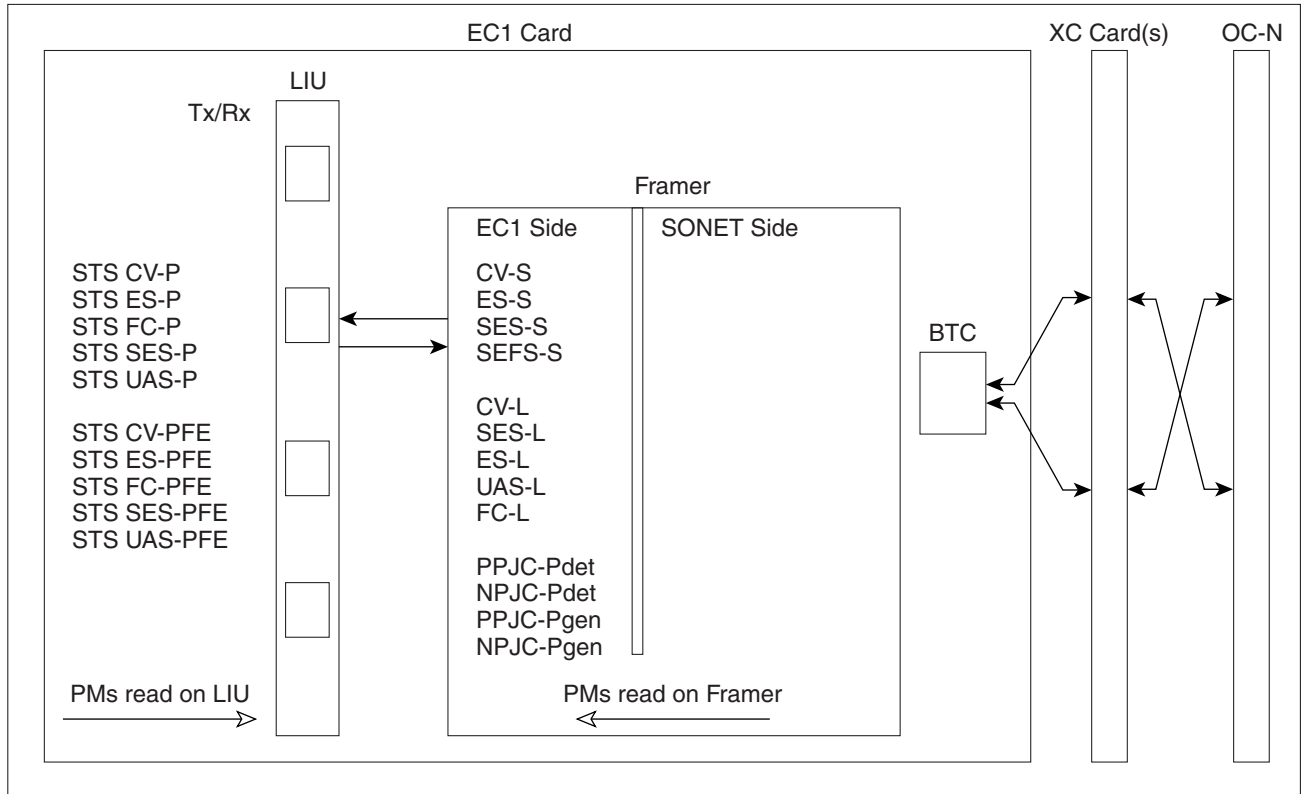 EC1 Card
XC Card(s)
OC-N
LIU
Tx/Rx
Framer
EC1 Side
SONET Side
STS CV-P
STS ES-P
STS FC-P
STS SES-P
STS UAS-P
STS CV-PFE
STS ES-PFE
STS FC-PFE
STS SES-PFE
STS UAS-PFE
CV-S
ES-S
SES-S
SEFS-S
CV-L
SES-L
ES-L
UAS-L
FC-L
PPJC-Pdet
NPJC-Pdet
PPJC-Pgen
NPJC-Pgen
BTC
PMs read on LIU
PMs read on Framer